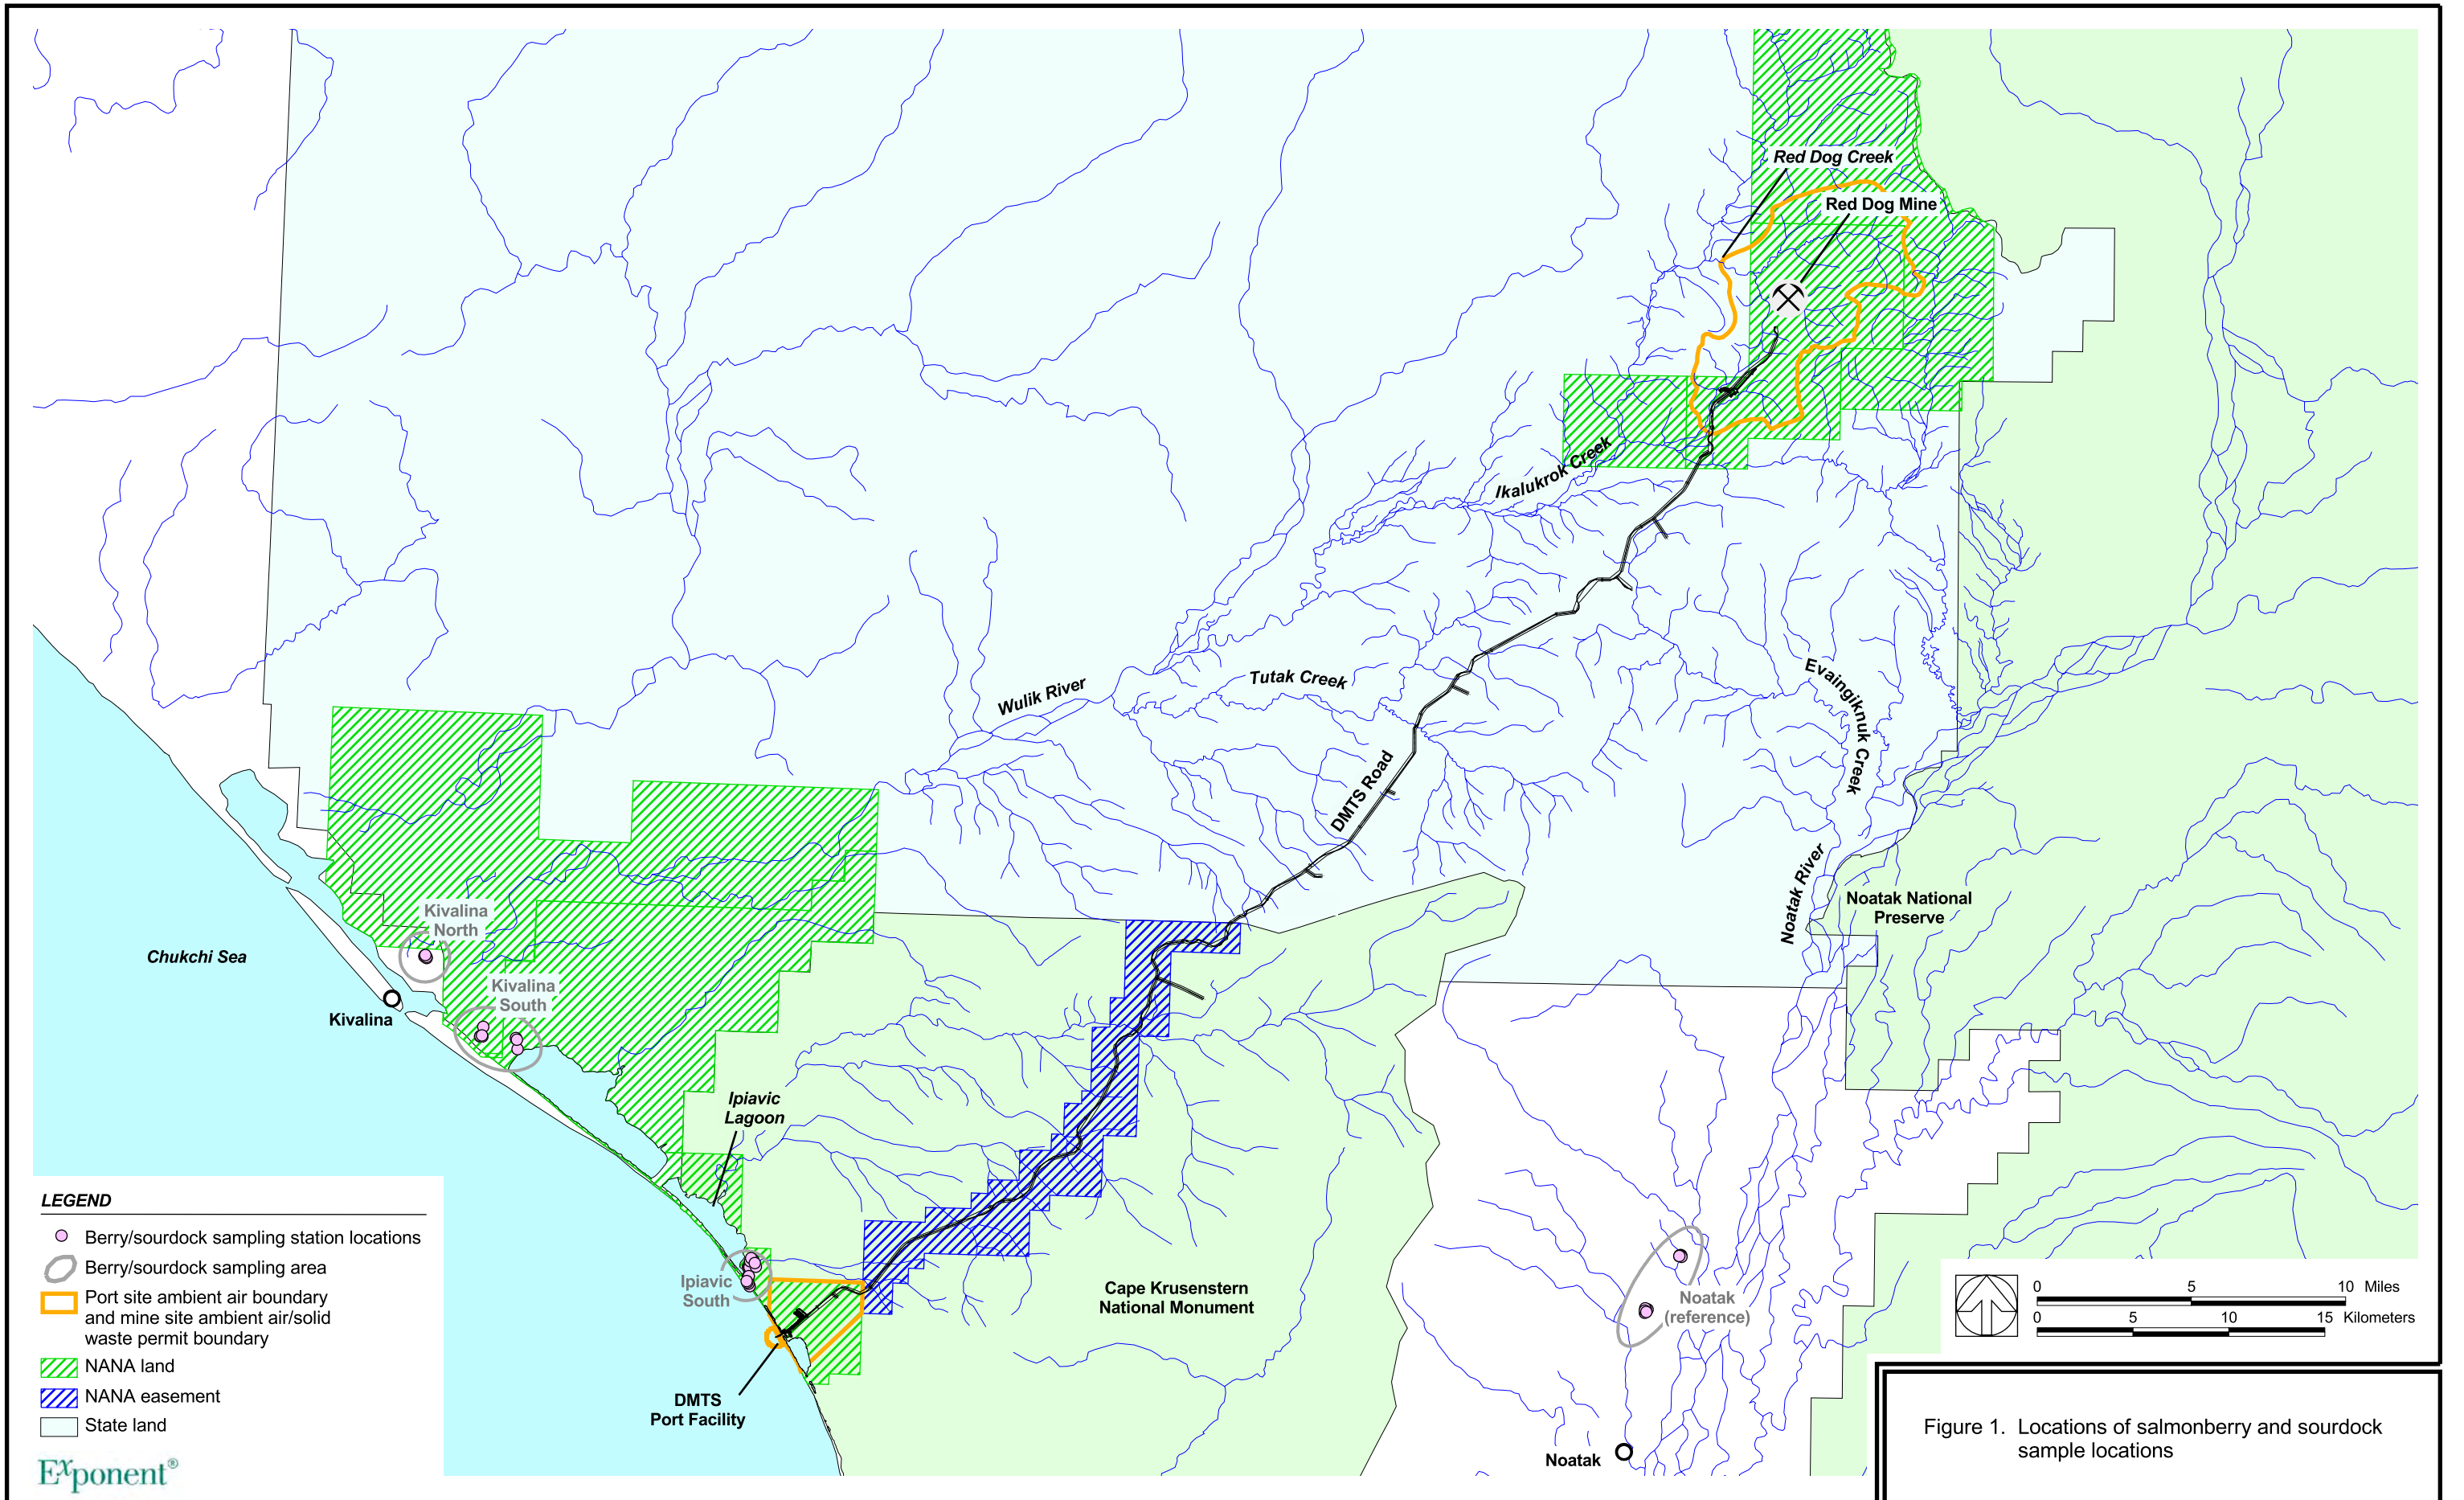 Red Dog Creek
Red Dog Mine
Ikalukrok Creek
Wulik River
Tutak Creek
Evaingiknuk Creek
DMTS Road
Noatak River
Noatak National
Preserve
Kivalina
North
Chukchi Sea
Kivalina
South
Kivalina
Ipiavic
Lagoon
Ipiavic
South
Cape Krusenstern
National Monument
Noatak
(reference)
DMTS
Port Facility
Noatak
LEGEND
Berry/sourdock sampling station locations
Berry/sourdock sampling area
Port site ambient air boundary
and mine site ambient air/solid
waste permit boundary
NANA land
NANA easement
State land
Exponent®
0 5 10 Miles
0 5 10 15 Kilometers
Figure 1. Locations of salmonberry and sourdock
sample locations